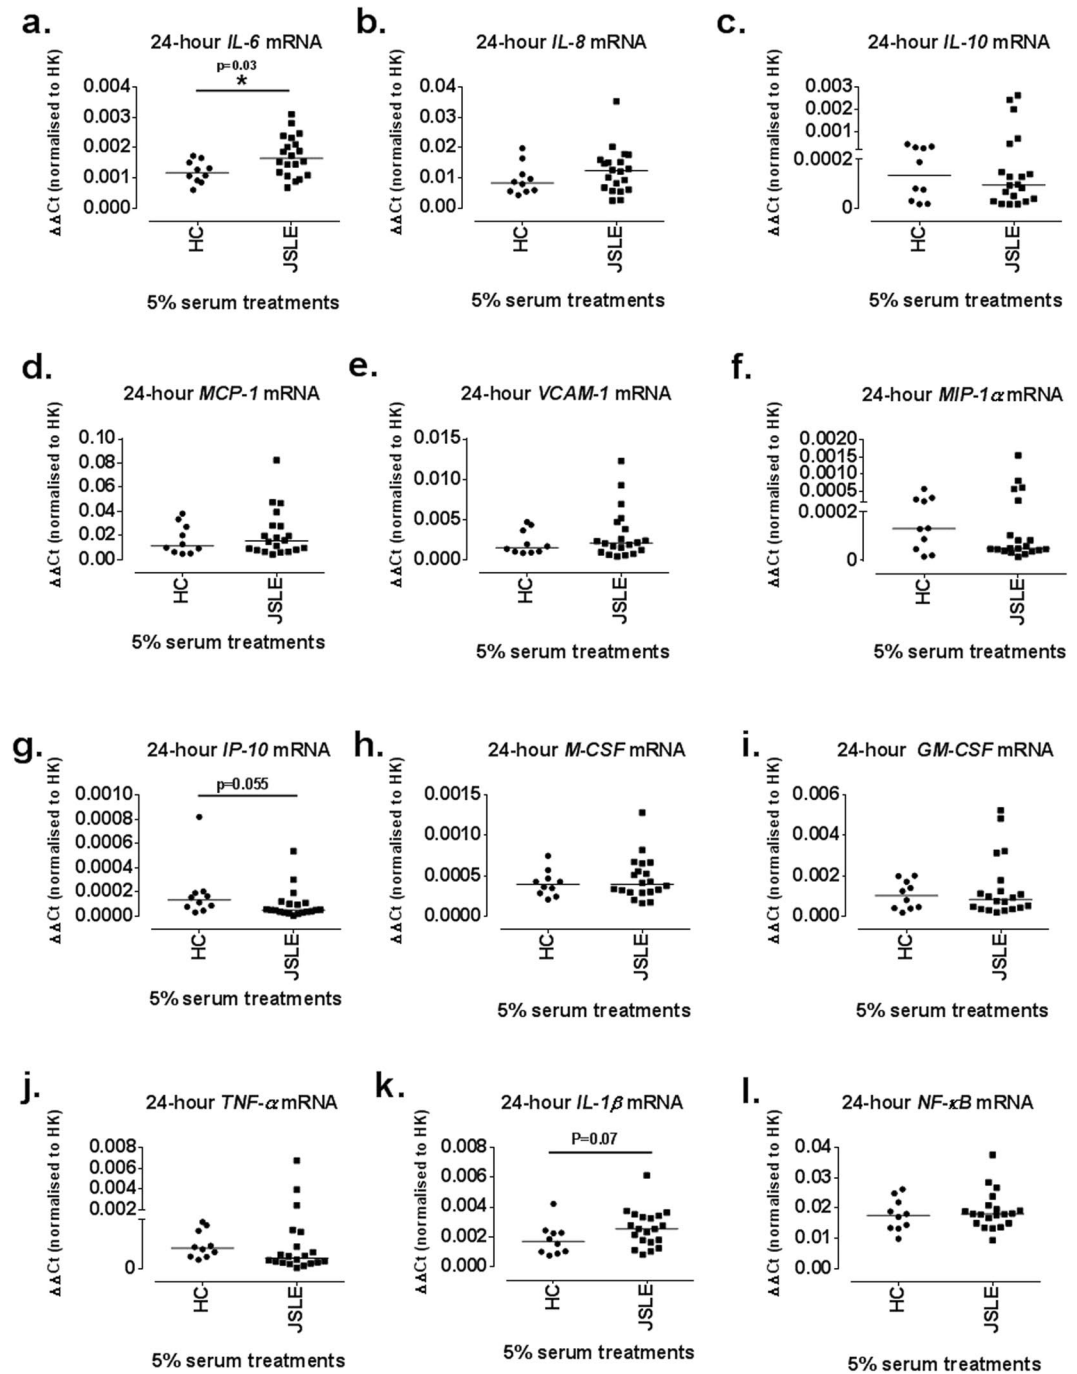 a.
24-hour IL-6 mRNA
p=0.03
*
ΔΔCt (normalised to HK)
0.004
0.003
0.002
0.001
0.000
HC
JSLE
5% serum treatments
b.
24-hour IL-8 mRNA
ΔΔCt (normalised to HK)
0.04
0.03
0.02
0.01
0.00
HC
JSLE
5% serum treatments
c.
24-hour IL-10 mRNA
ΔΔCt (normalised to HK)
0.003
0.002
0.001
0.0002
0
HC
JSLE
5% serum treatments
d.
24-hour MCP-1 mRNA
ΔΔCt (normalised to HK)
0.10
0.08
0.06
0.04
0.02
0.00
HC
JSLE
5% serum treatments
e.
24-hour VCAM-1 mRNA
ΔΔCt (normalised to HK)
0.015
0.010
0.005
0.000
HC
JSLE
5% serum treatments
f.
24-hour MIP-1α mRNA
ΔΔCt (normalised to HK)
0.0020
0.0015
0.0010
0.0005
0.0002
0
HC
JSLE
5% serum treatments
g.
24-hour IP-10 mRNA
p=0.055
ΔΔCt (normalised to HK)
0.0010
0.0008
0.0006
0.0004
0.0002
0.0000
HC
JSLE
5% serum treatments
h.
24-hour M-CSF mRNA
ΔΔCt (normalised to HK)
0.0015
0.0010
0.0005
0.0000
HC
JSLE
5% serum treatments
i.
24-hour GM-CSF mRNA
ΔΔCt (normalised to HK)
0.006
0.004
0.002
0.000
HC
JSLE
5% serum treatments
j.
24-hour TNF-α mRNA
ΔΔCt (normalised to HK)
0.008
0.006
0.004
0.002
0
HC
JSLE
5% serum treatments
k.
24-hour IL-1β mRNA
P=0.07
ΔΔCt (normalised to HK)
0.008
0.006
0.004
0.002
0.000
HC
JSLE
5% serum treatments
l.
24-hour NF-κB mRNA
ΔΔCt (normalised to HK)
0.04
0.03
0.02
0.01
0.00
HC
JSLE
5% serum treatments